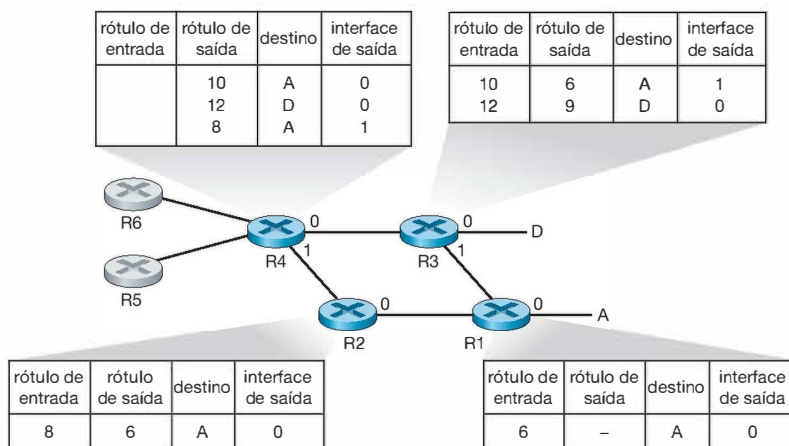 rótulo de entrada rótulo de saída destino interface de saída
10 A 0
12 D 0
8 A 1
rótulo de entrada rótulo de saída destino interface de saída
10 6 A 1
12 9 D 0
R6
R5
R4
0
1
R3
0
1
D
R2
0
R1
0
A
rótulo de entrada rótulo de saída destino interface de saída
8 6 A 0
rótulo de entrada rótulo de saída destino interface de saída
6 – A 0